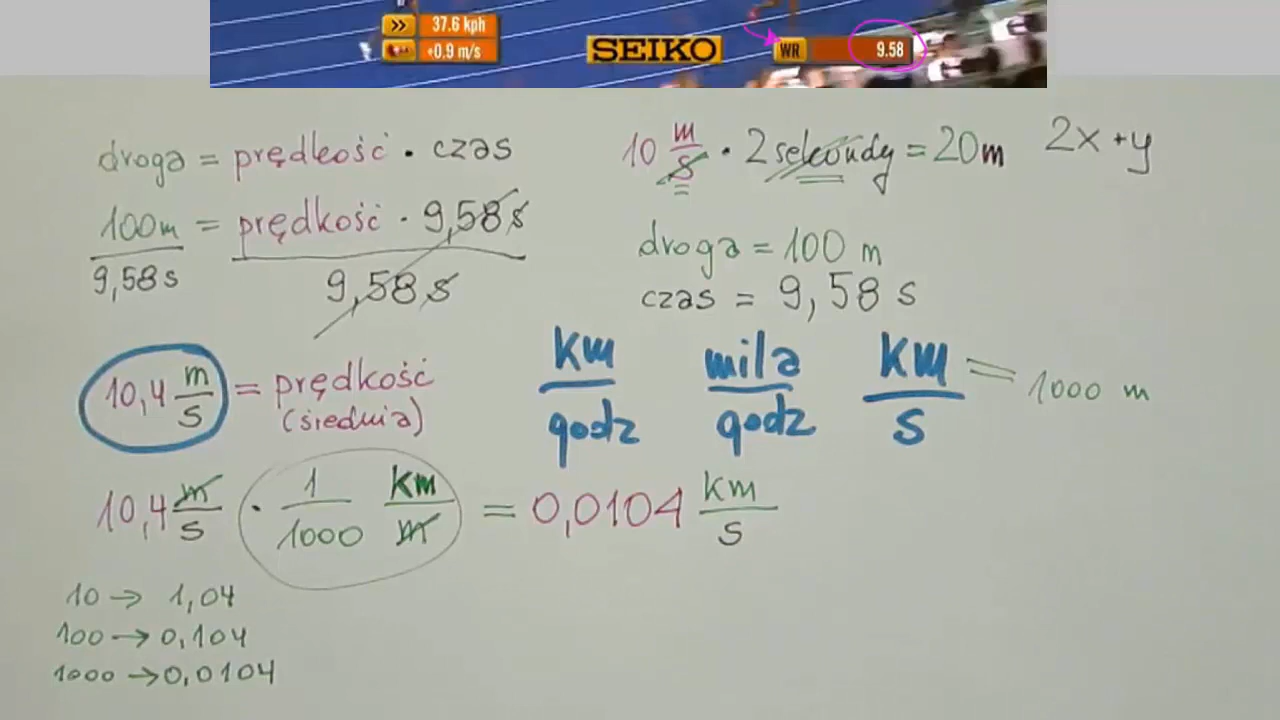 37.6 kph
+0.9 m/s
SEIKO
WR 9.58
droga = prędkość · czas
100m = prędkość · 9,58 s
9,58 s 9,58 s
10 m/s · 2 sekundy = 20m 2x+y
droga = 100 m
czas = 9,58 s
10,4 m/s = prędkość
(średnia)
km/godz mila/godz km/s = 1000 m
10,4 m/s · 1/1000 km/m = 0,0104 km/s
10 → 1,04
100 → 0,104
1000 → 0,0104